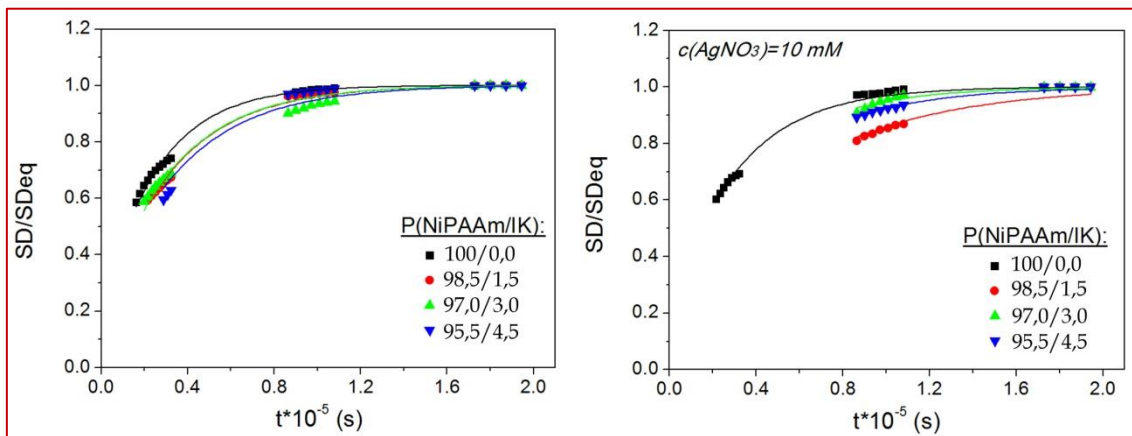 SD/SDeq
1.2
1.0
0.8
0.6
0.4
0.2
0.0
P(NiPAAm/IK):
100/0,0
98,5/1,5
97,0/3,0
95,5/4,5
0.0 0.4 0.8 1.2 1.6 2.0
t*10⁻⁵ (s)
SD/SDeq
1.2
1.0
0.8
0.6
0.4
0.2
0.0
c(AgNO₃)=10 mM
P(NiPAAm/IK):
100/0,0
98,5/1,5
97,0/3,0
95,5/4,5
0.0 0.4 0.8 1.2 1.6 2.0
t*10⁻⁵ (s)